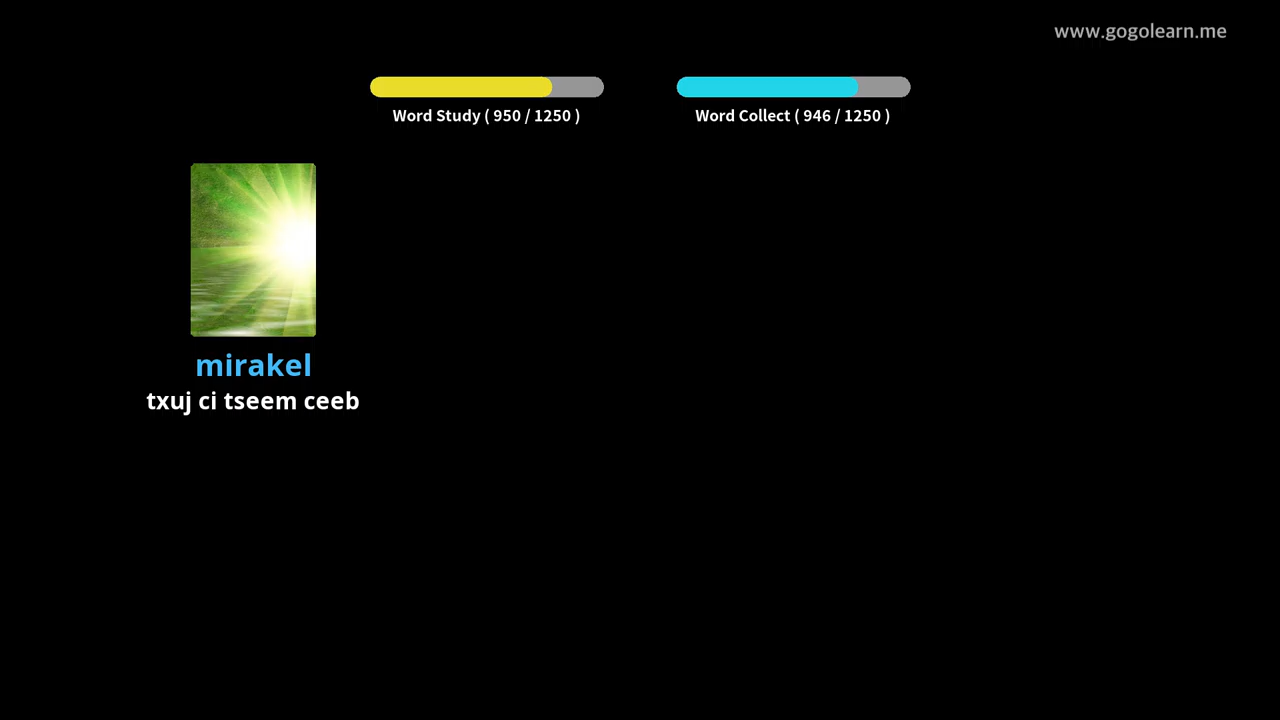 www.gogolearn.me
Word Study ( 950 / 1250 )
Word Collect ( 946 / 1250 )
mirakel
txuj ci tseem ceeb